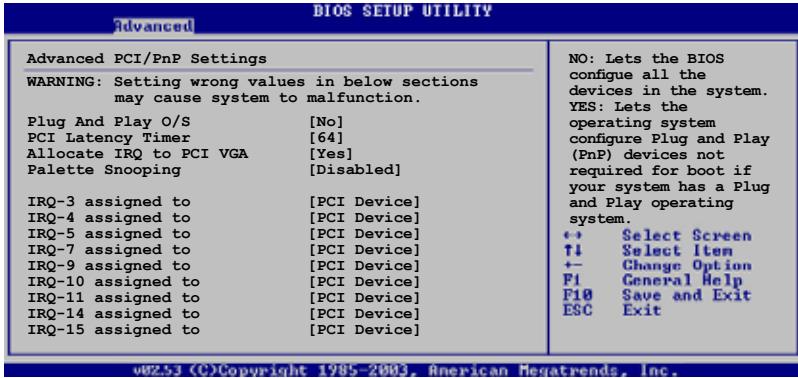 BIOS SETUP UTILITY
Advanced
Advanced PCI/PnP Settings
WARNING: Setting wrong values in below sections
may cause system to malfunction.
Plug And Play O/S [No]
PCI Latency Timer [64]
Allocate IRQ to PCI VGA [Yes]
Palette Snooping [Disabled]
IRQ-3 assigned to [PCI Device]
IRQ-4 assigned to [PCI Device]
IRQ-5 assigned to [PCI Device]
IRQ-7 assigned to [PCI Device]
IRQ-9 assigned to [PCI Device]
IRQ-10 assigned to [PCI Device]
IRQ-11 assigned to [PCI Device]
IRQ-14 assigned to [PCI Device]
IRQ-15 assigned to [PCI Device]
NO: Lets the BIOS
configue all the
devices in the system.
YES: Lets the
operating system
configure Plug and Play
(PnP) devices not
required for boot if
your system has a Plug
and Play operating
system.
↔ Select Screen
↑↓ Select Item
+- Change Option
F1 General Help
F10 Save and Exit
ESC Exit
v02.53 (C)Copyright 1985-2003, American Megatrends, Inc.